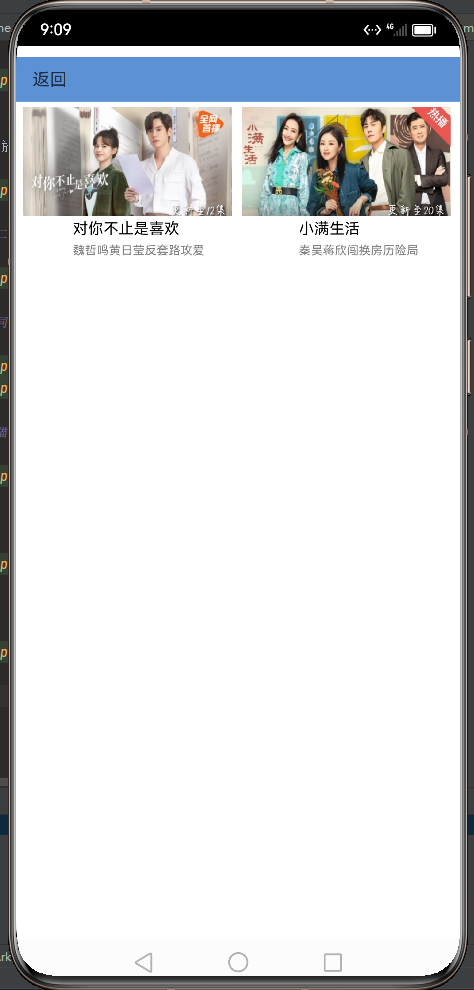 9:09
4G
返回
对你不止是喜欢
全网
首播
更新至12集
小满生活
热播
更新至20集
对你不止是喜欢
小满生活
魏哲鸣黄日莹反套路攻爱
秦昊蒋欣闯换房历险局